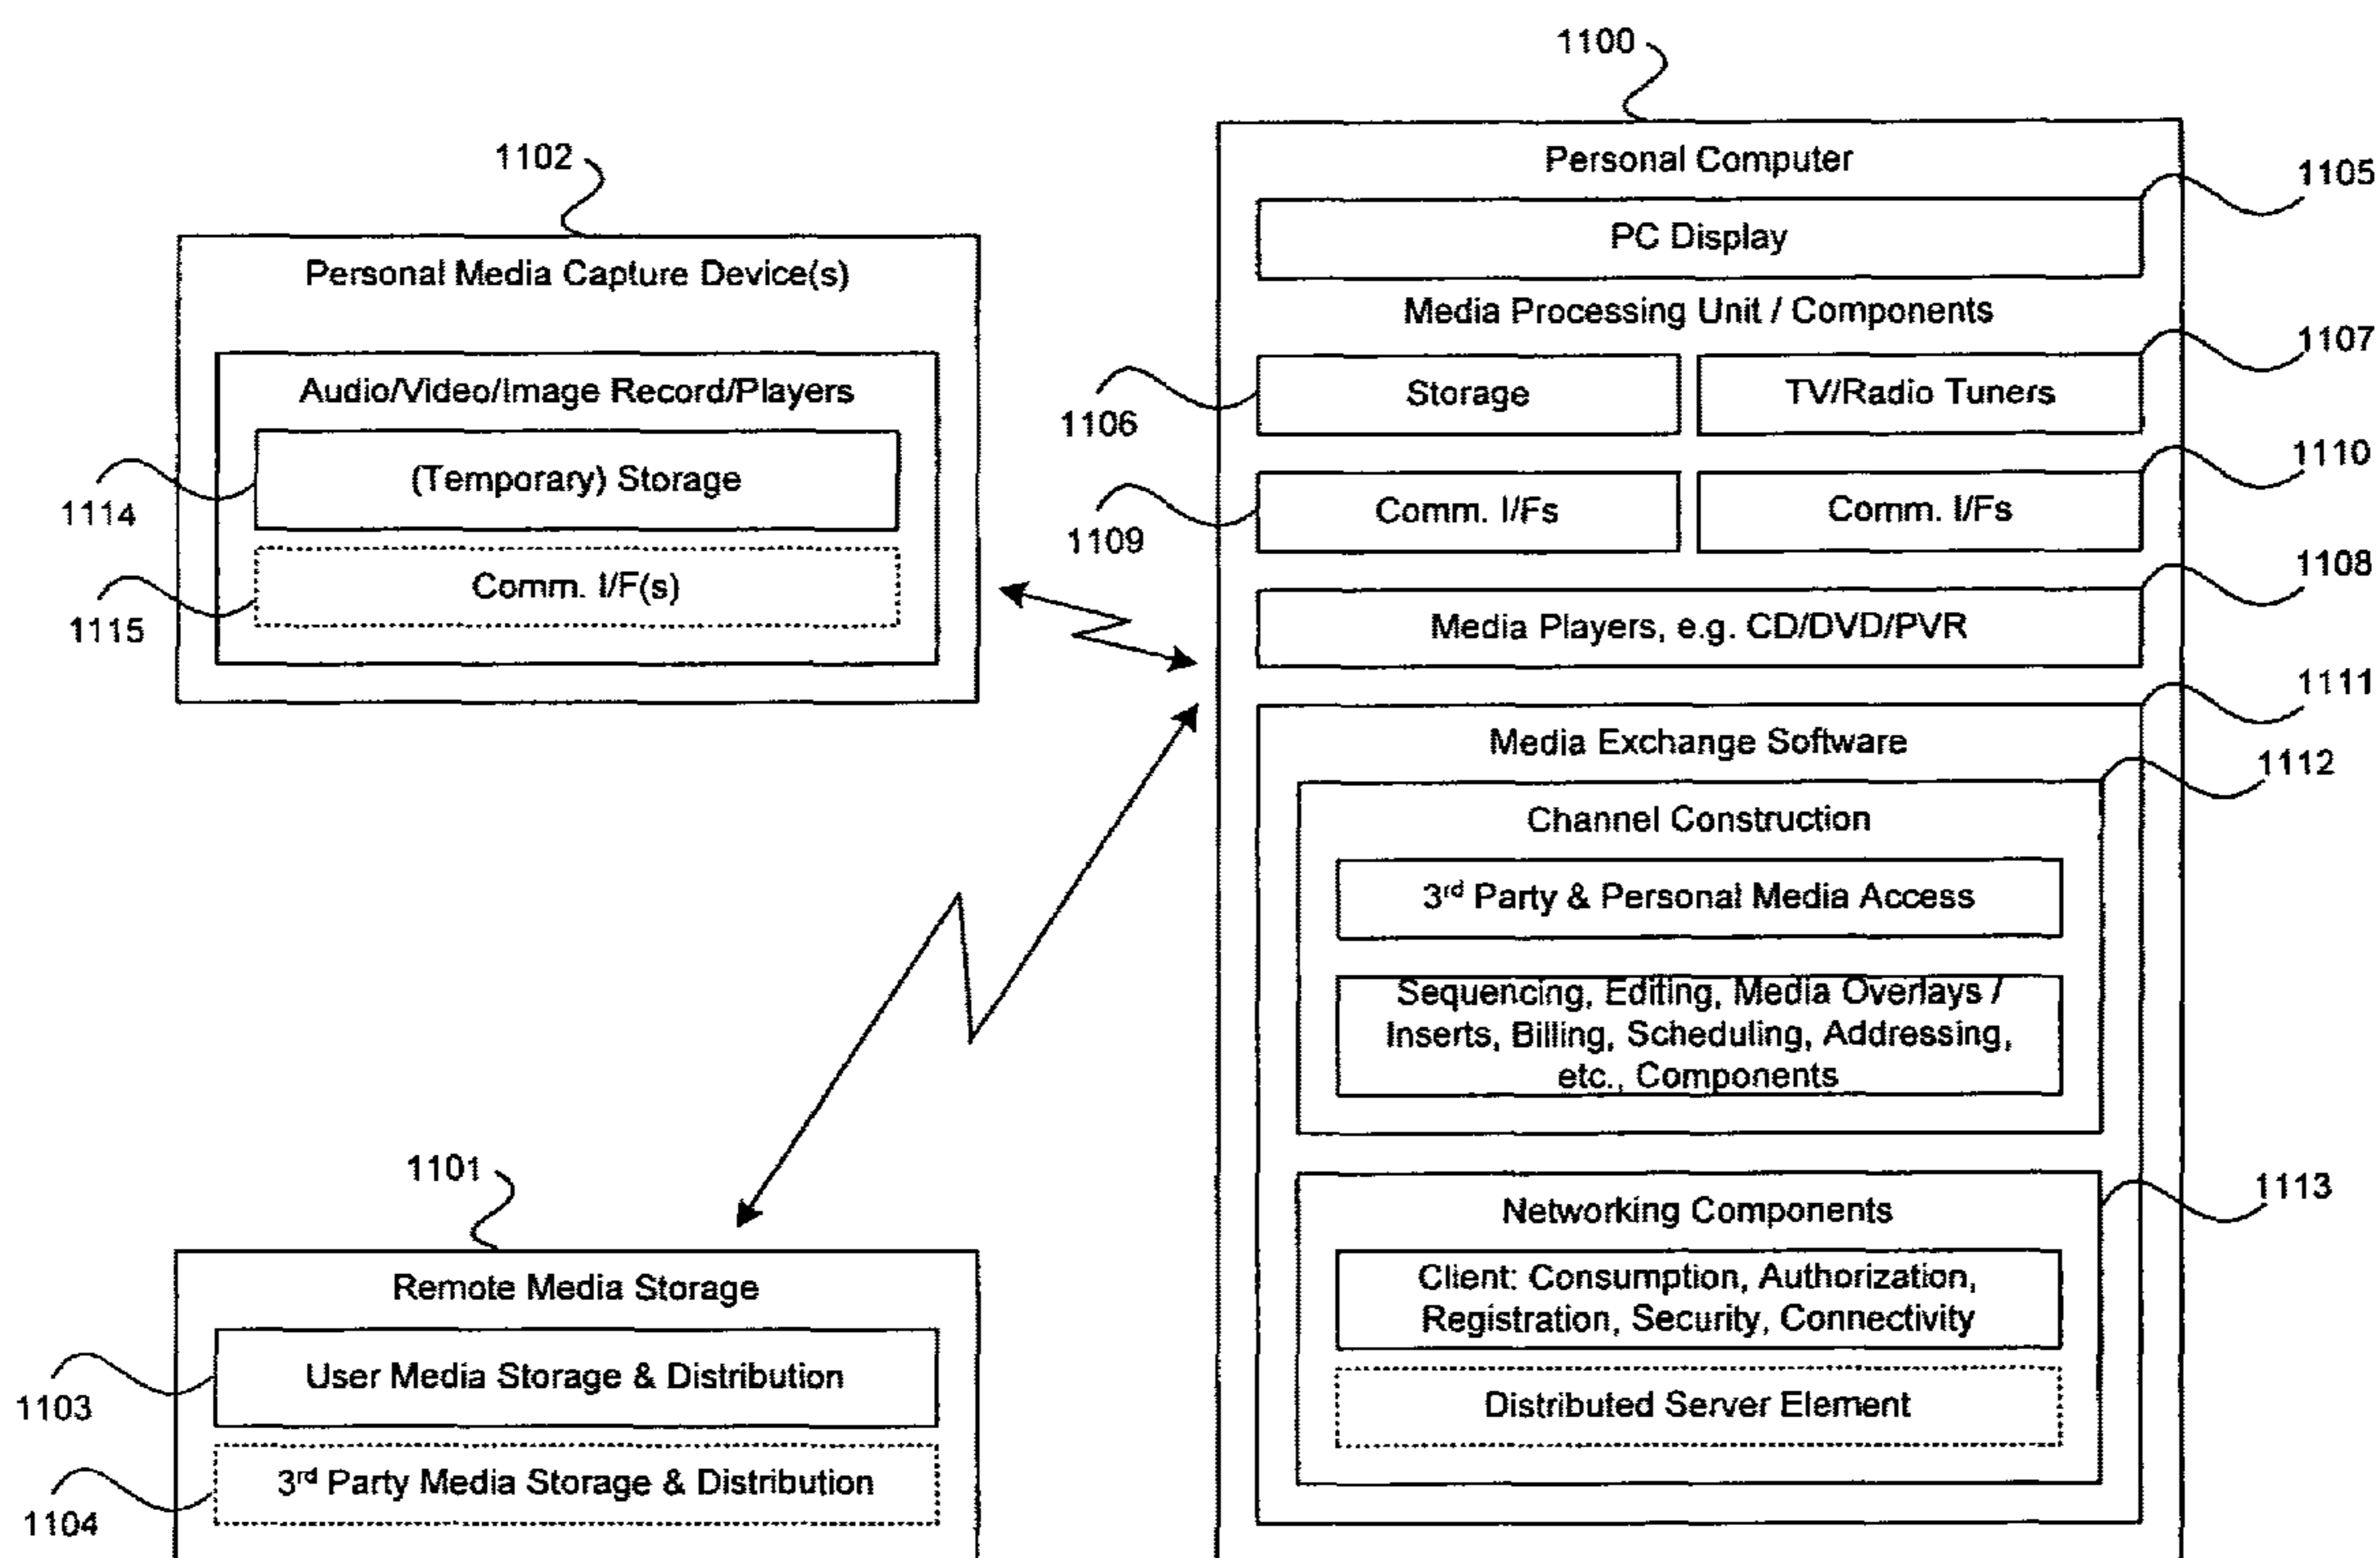 1100
Personal Computer
1105
PC Display
Media Processing Unit / Components
1107
Storage
TV/Radio Tuners
1106
1110
Comm. I/Fs
Comm. I/Fs
1109
1108
Media Players, e.g. CD/DVD/PVR
1111
Media Exchange Software
1112
Channel Construction
3rd Party & Personal Media Access
Sequencing, Editing, Media Overlays /
Inserts, Billing, Scheduling, Addressing,
etc., Components
1113
Networking Components
Client: Consumption, Authorization,
Registration, Security, Connectivity
Distributed Server Element
1102
Personal Media Capture Device(s)
Audio/Video/Image Record/Players
(Temporary) Storage
1114
Comm. I/F(s)
1115
1101
Remote Media Storage
User Media Storage & Distribution
1103
3rd Party Media Storage & Distribution
1104